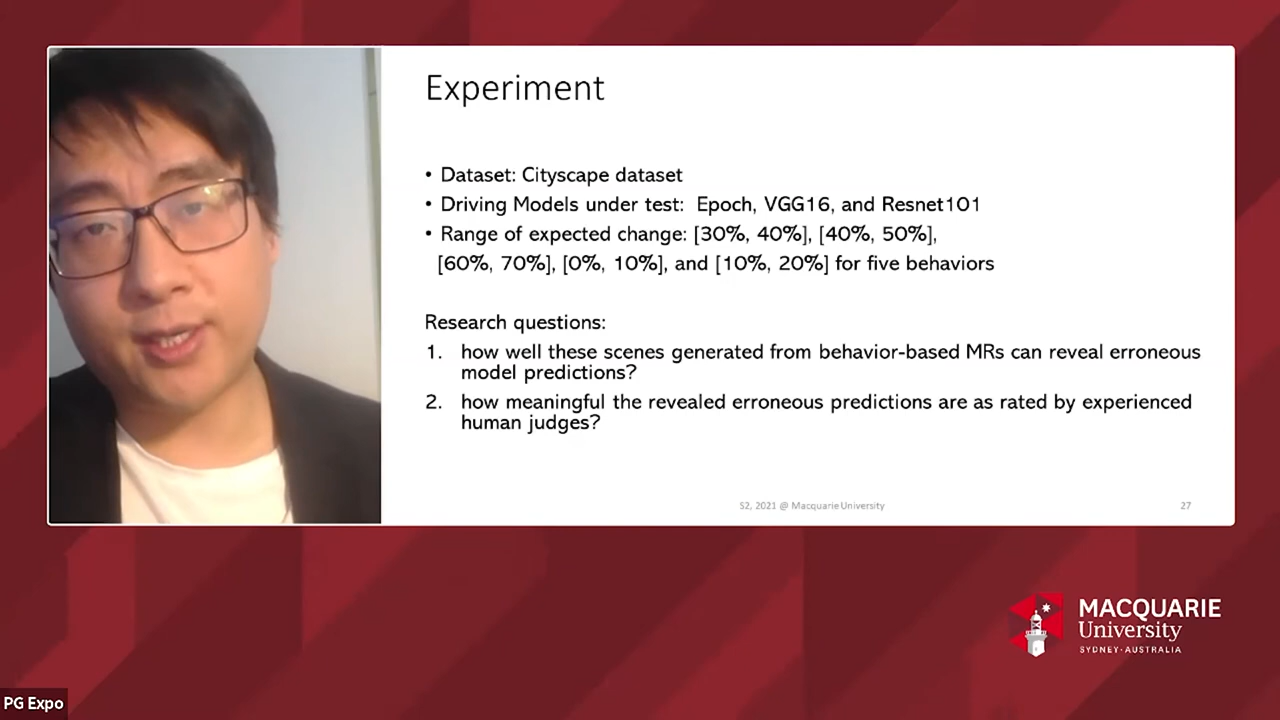 Experiment
• Dataset: Cityscape dataset
• Driving Models under test: Epoch, VGG16, and Resnet101
• Range of expected change: [30%, 40%], [40%, 50%],
[60%, 70%], [0%, 10%], and [10%, 20%] for five behaviors
Research questions:
1. how well these scenes generated from behavior-based MRs can reveal erroneous
model predictions?
2. how meaningful the revealed erroneous predictions are as rated by experienced
human judges?
S2, 2021 @ Macquarie University
27
MACQUARIE
University
SYDNEY·AUSTRALIA
PG Expo